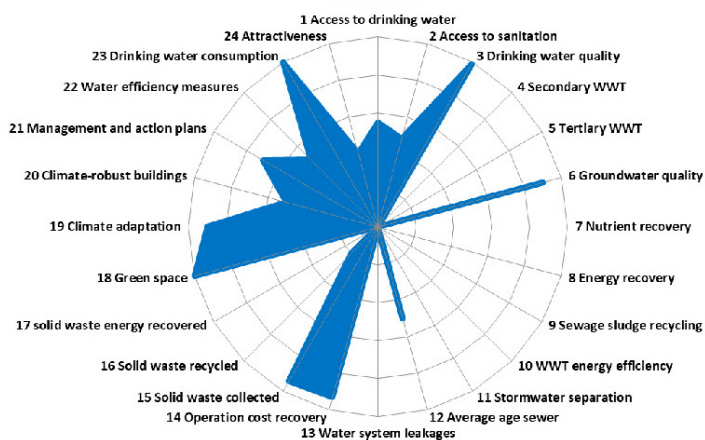 1 Access to drinking water
2 Access to sanitation
3 Drinking water quality
4 Secondary WWT
5 Tertiary WWT
6 Groundwater quality
7 Nutrient recovery
8 Energy recovery
9 Sewage sludge recycling
10 WWT energy efficiency
11 Stormwater separation
12 Average age sewer
13 Water system leakages
14 Operation cost recovery
15 Solid waste collected
16 Solid waste recycled
17 solid waste energy recovered
18 Green space
19 Climate adaptation
20 Climate-robust buildings
21 Management and action plans
22 Water efficiency measures
23 Drinking water consumption
24 Attractiveness